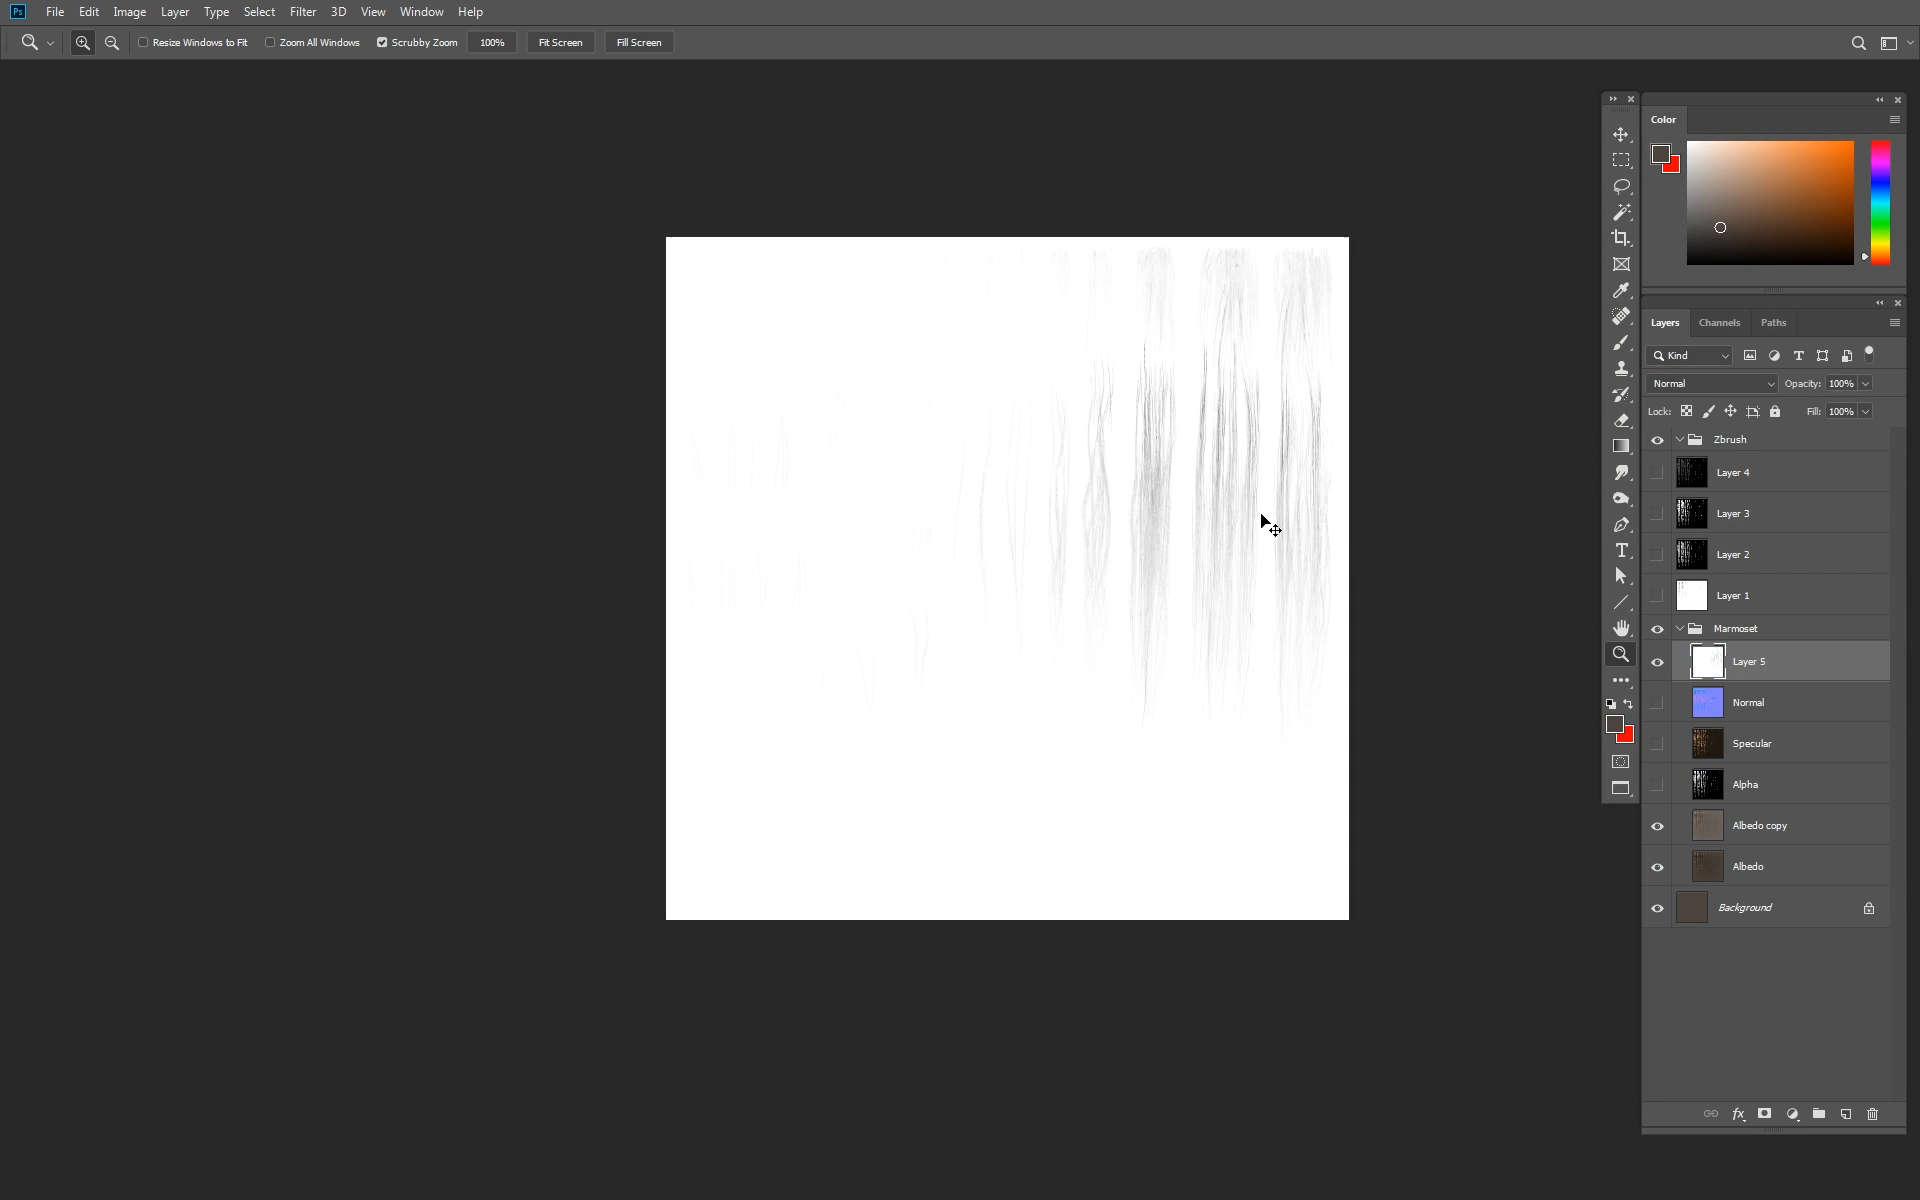 Ps File Edit Image Layer Type Select Filter 3D View Window Help
Resize Windows to Fit Zoom All Windows Scrubby Zoom 100% Fit Screen Fill Screen
Color
Layers Channels Paths
Kind
Normal Opacity: 100%
Lock: Fill: 100%
Zbrush
Layer 4
Layer 3
Layer 2
Layer 1
Marmoset
Layer 5
Normal
Specular
Alpha
Albedo copy
Albedo
Background
fx